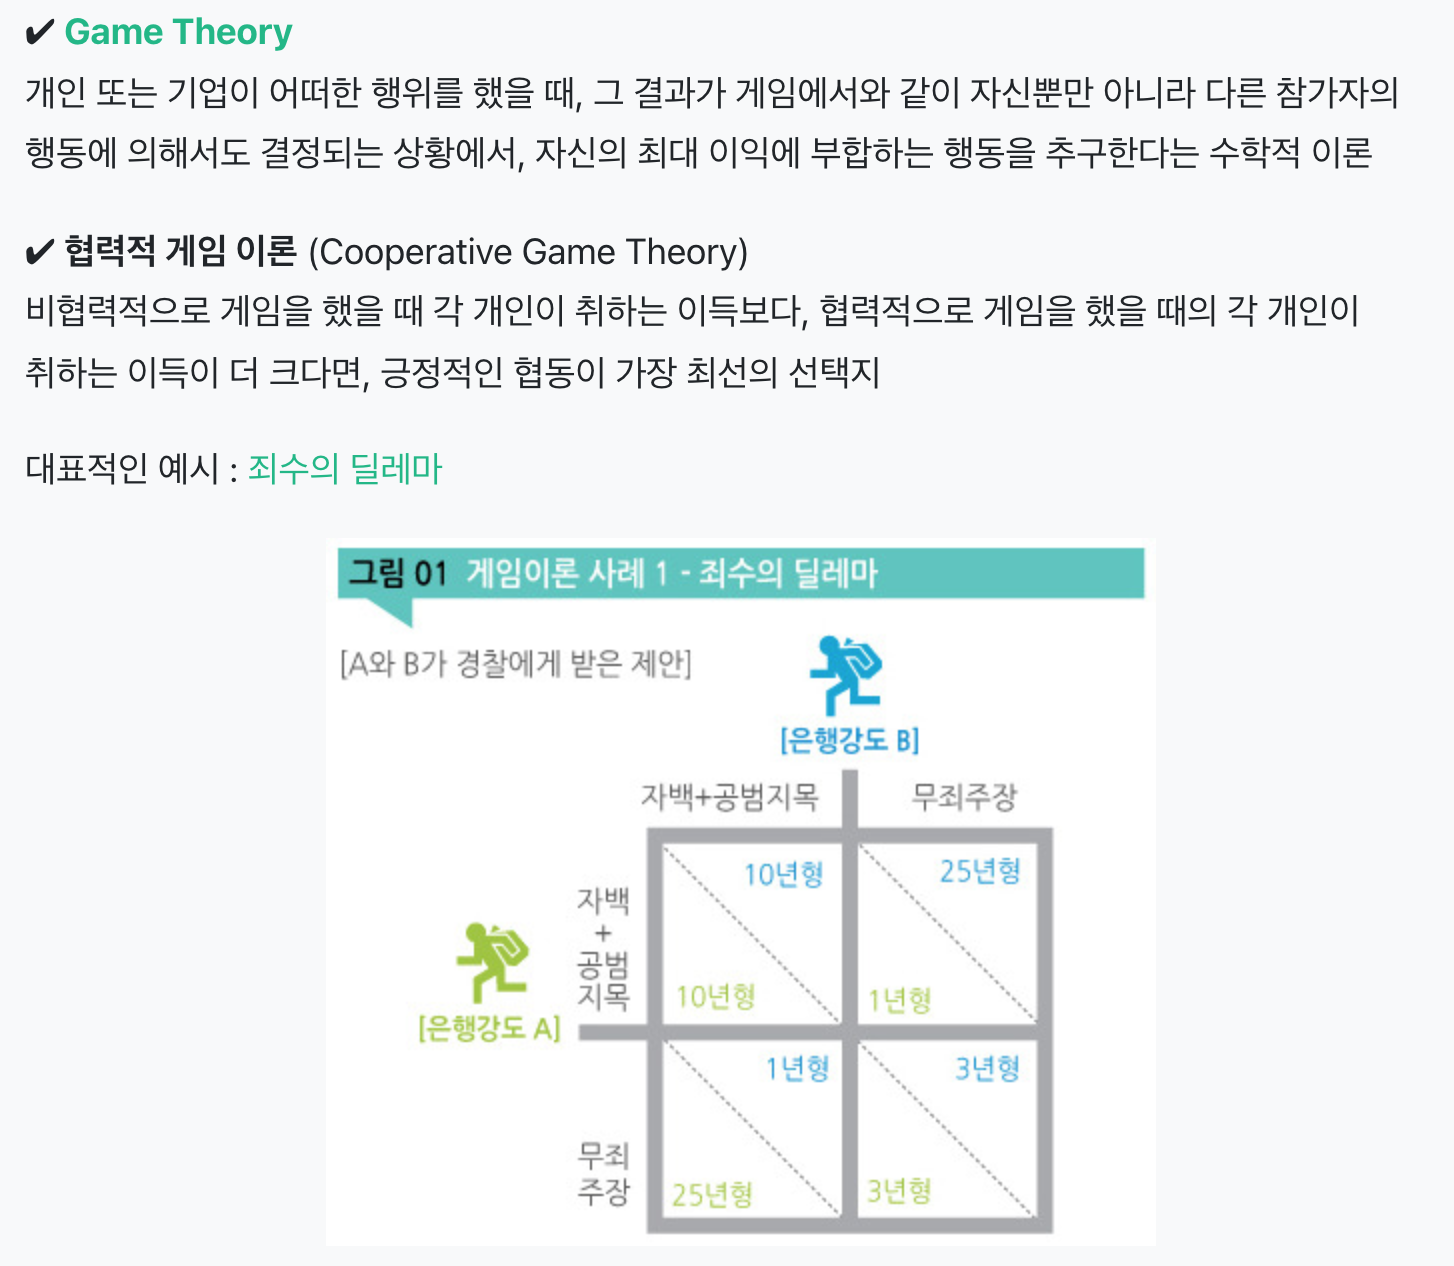 ✔ Game Theory
개인 또는 기업이 어떠한 행위를 했을 때, 그 결과가 게임에서와 같이 자신뿐만 아니라 다른 참가자의
행동에 의해서도 결정되는 상황에서, 자신의 최대 이익에 부합하는 행동을 추구한다는 수학적 이론
✔ 협력적 게임 이론 (Cooperative Game Theory)
비협력적으로 게임을 했을 때 각 개인이 취하는 이득보다, 협력적으로 게임을 했을 때의 각 개인이
취하는 이득이 더 크다면, 긍정적인 협동이 가장 최선의 선택지
대표적인 예시 : 죄수의 딜레마
그림 01 게임이론 사례 1 - 죄수의 딜레마
[A와 B가 경찰에게 받은 제안]
[은행강도 B]
자백+공범지목 무죄주장
자백
+
공범
지목
[은행강도 A]
10년형 25년형
10년형 1년형
무죄
주장
1년형 3년형
25년형 3년형